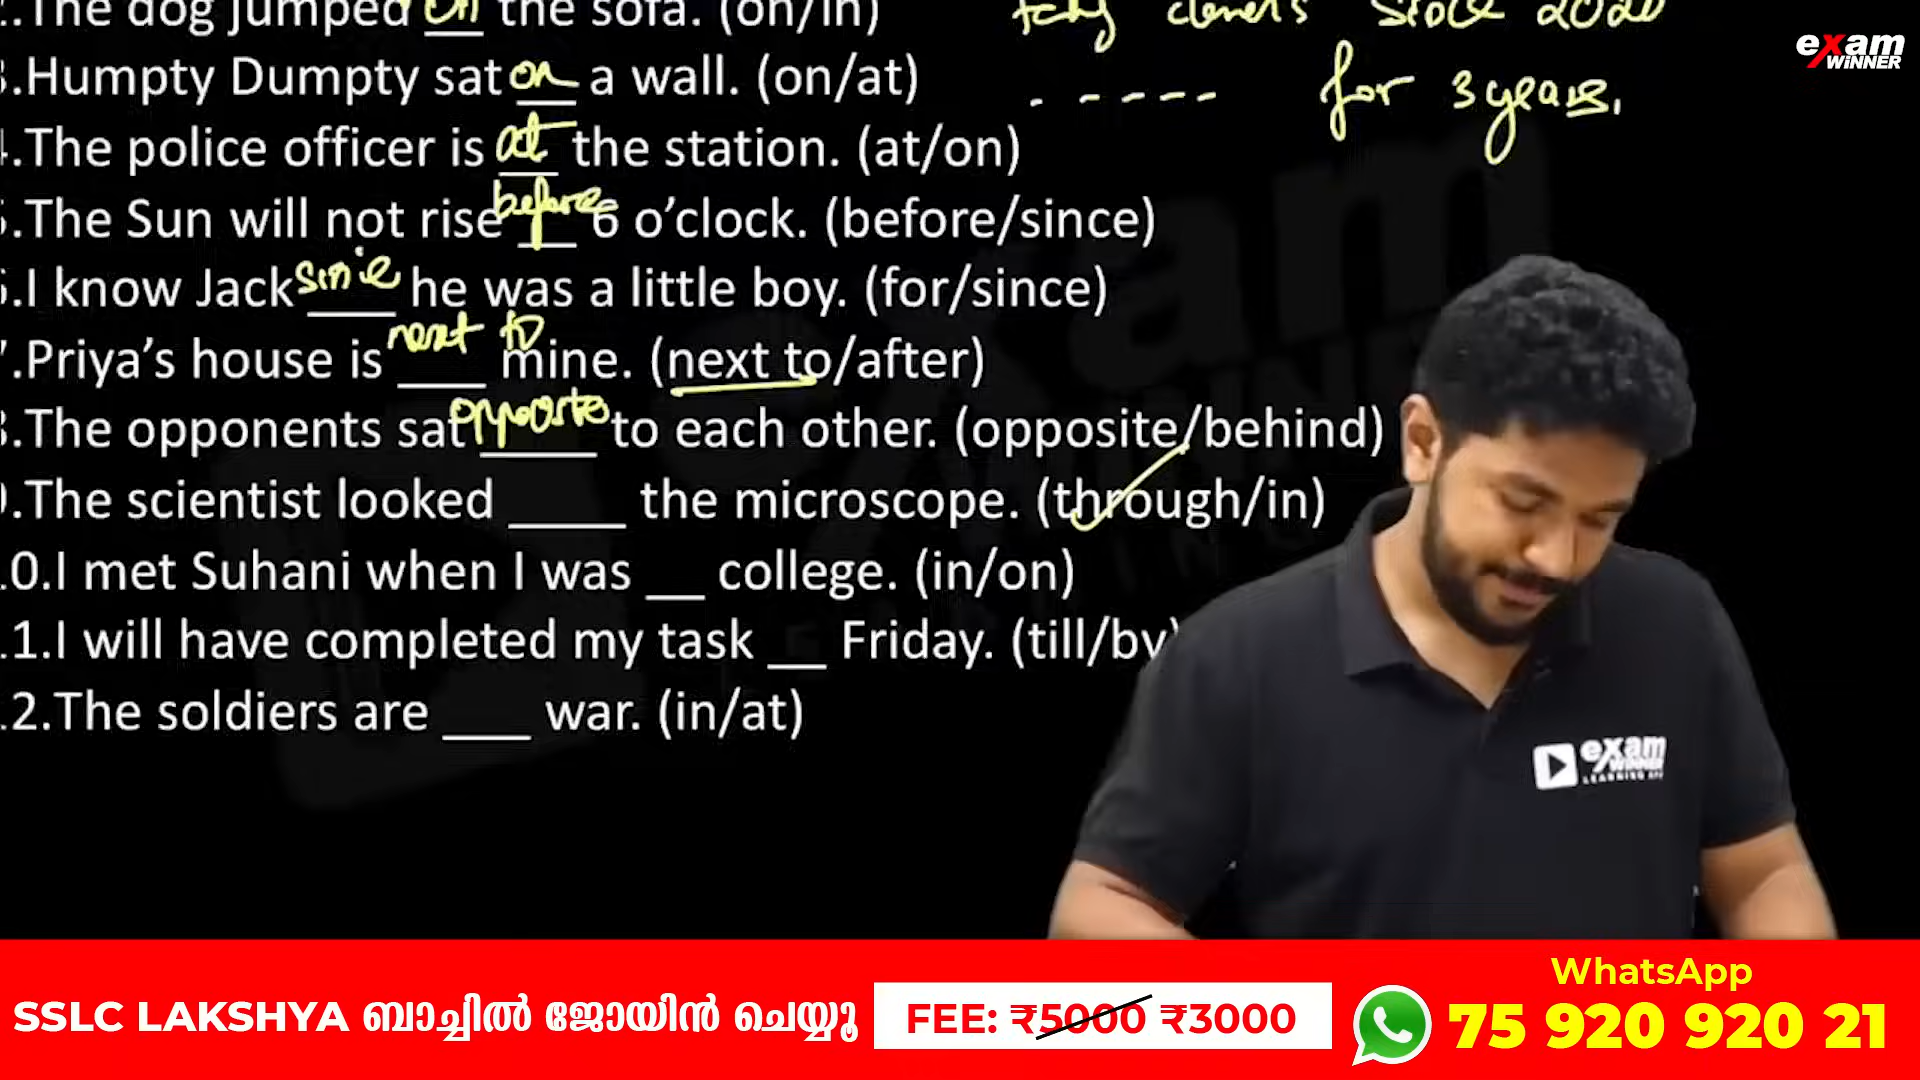 .The dog jumped on the sofa. (on/in)
since 2020
.Humpty Dumpty sat on a wall. (on/at)
- - - - - for 3 years.
.The police officer is at the station. (at/on)
.The Sun will not rise before 6 o’clock. (before/since)
.I know Jack since he was a little boy. (for/since)
.Priya’s house is next to mine. (next to/after)
.The opponents sat opposite to each other. (opposite/behind)
.The scientist looked ____ the microscope. (through/in)
.0.I met Suhani when I was __ college. (in/on)
.1.I will have completed my task __ Friday. (till/by)
.2.The soldiers are ___ war. (in/at)
exam
WINNER
exam
WINNER
LEARNING APP
SSLC LAKSHYA ബാച്ചിൽ ജോയിൻ ചെയ്യൂ
FEE: ₹5000 ₹3000
WhatsApp
75 920 920 21